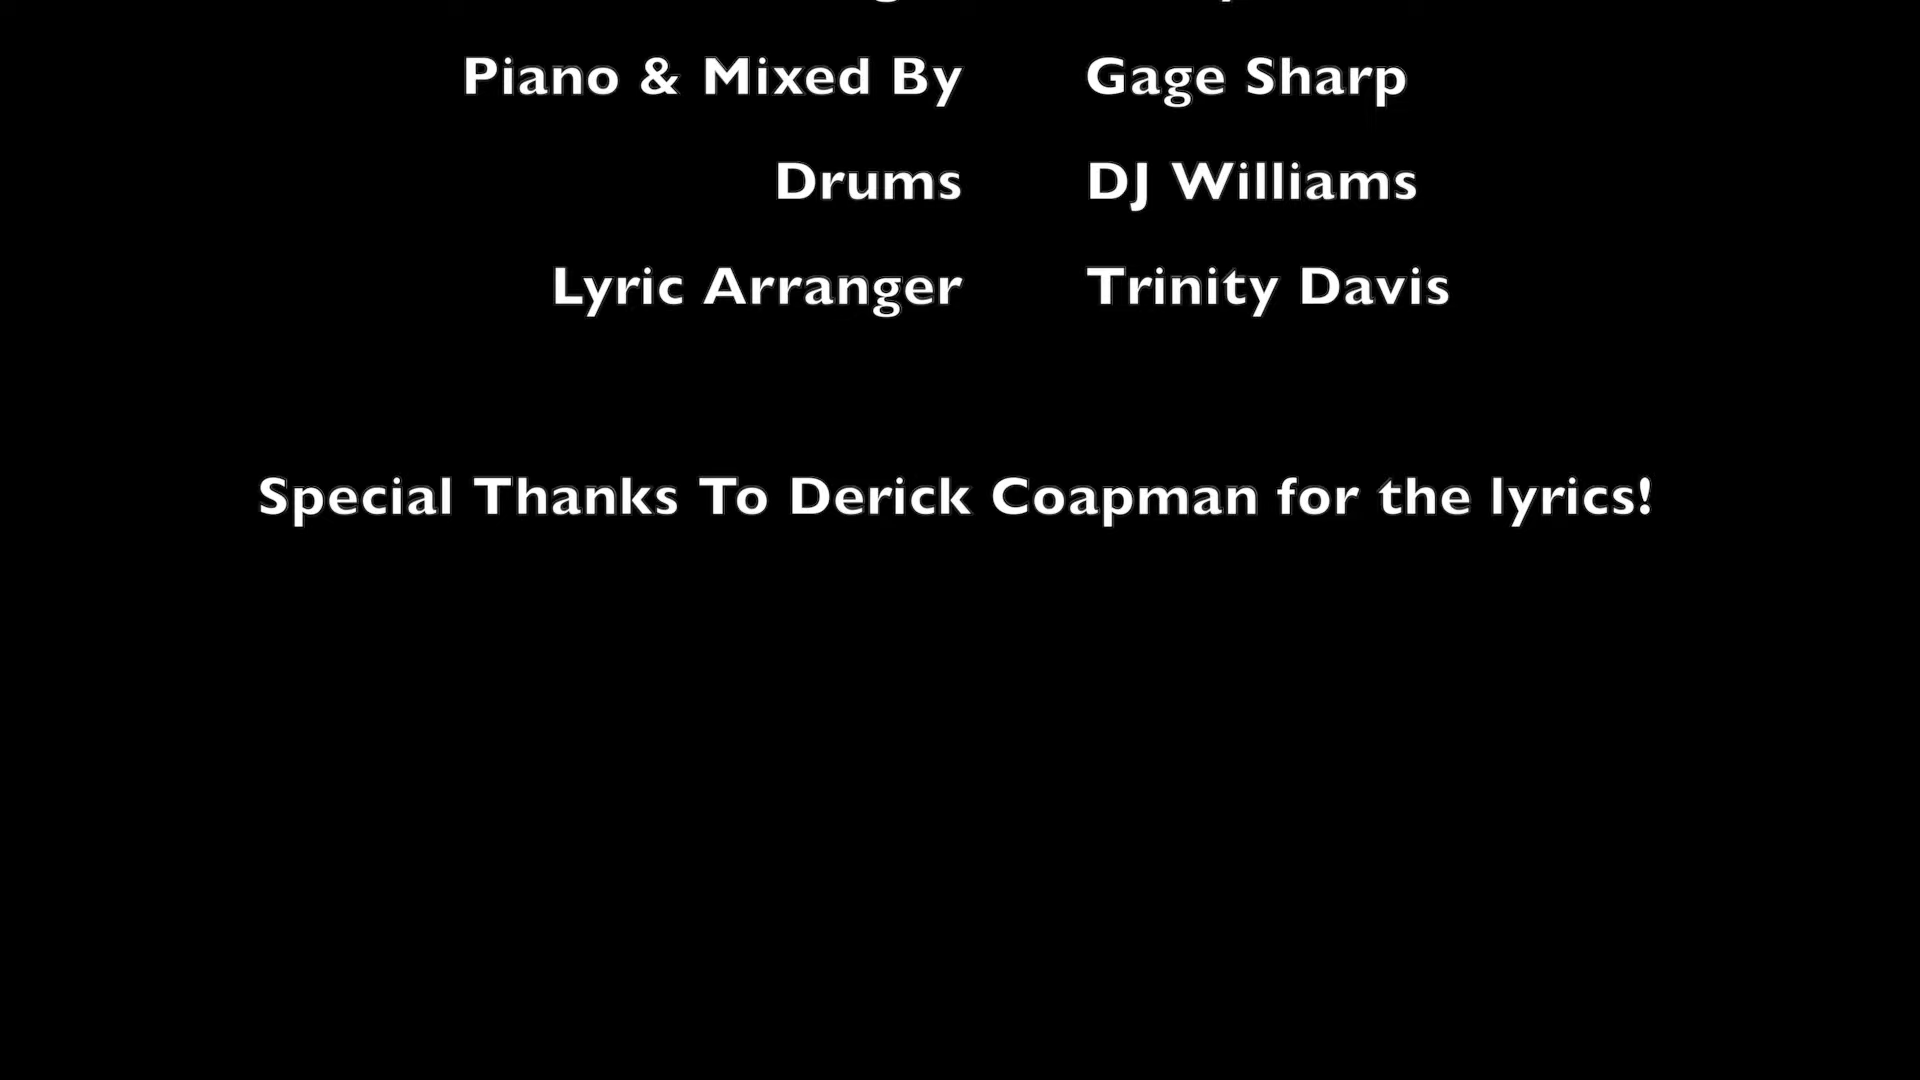 Piano & Mixed By Gage Sharp
Drums DJ Williams
Lyric Arranger Trinity Davis
Special Thanks To Derick Coapman for the lyrics!